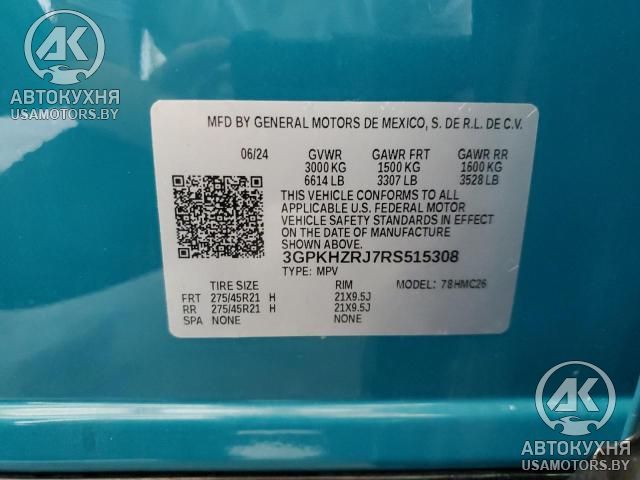 AK
АВТОКУХНЯ
USAMOTORS.BY
MFD BY GENERAL MOTORS DE MEXICO, S. DE R.L. DE C.V.
06/24 GVWR GAWR FRT GAWR RR
3000 KG 1500 KG 1600 KG
6614 LB 3307 LB 3528 LB
THIS VEHICLE CONFORMS TO ALL
APPLICABLE U.S. FEDERAL MOTOR
VEHICLE SAFETY STANDARDS IN EFFECT
ON THE DATE OF MANUFACTURE
SHOWN ABOVE.
3GPKHZRJ7RS515308
TYPE: MPV MODEL: 78HMC26
TIRE SIZE RIM
FRT 275/45R21 H 21X9.5J
RR 275/45R21 H 21X9.5J
SPA NONE NONE
AK
АВТОКУХНЯ
USAMOTORS.BY